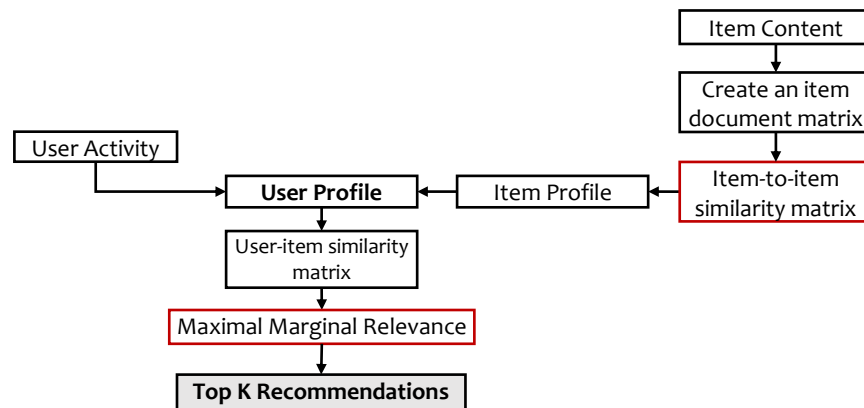 Item Content
Create an item
document matrix
User Activity
User Profile
Item Profile
Item-to-item
similarity matrix
User-item similarity
matrix
Maximal Marginal Relevance
Top K Recommendations